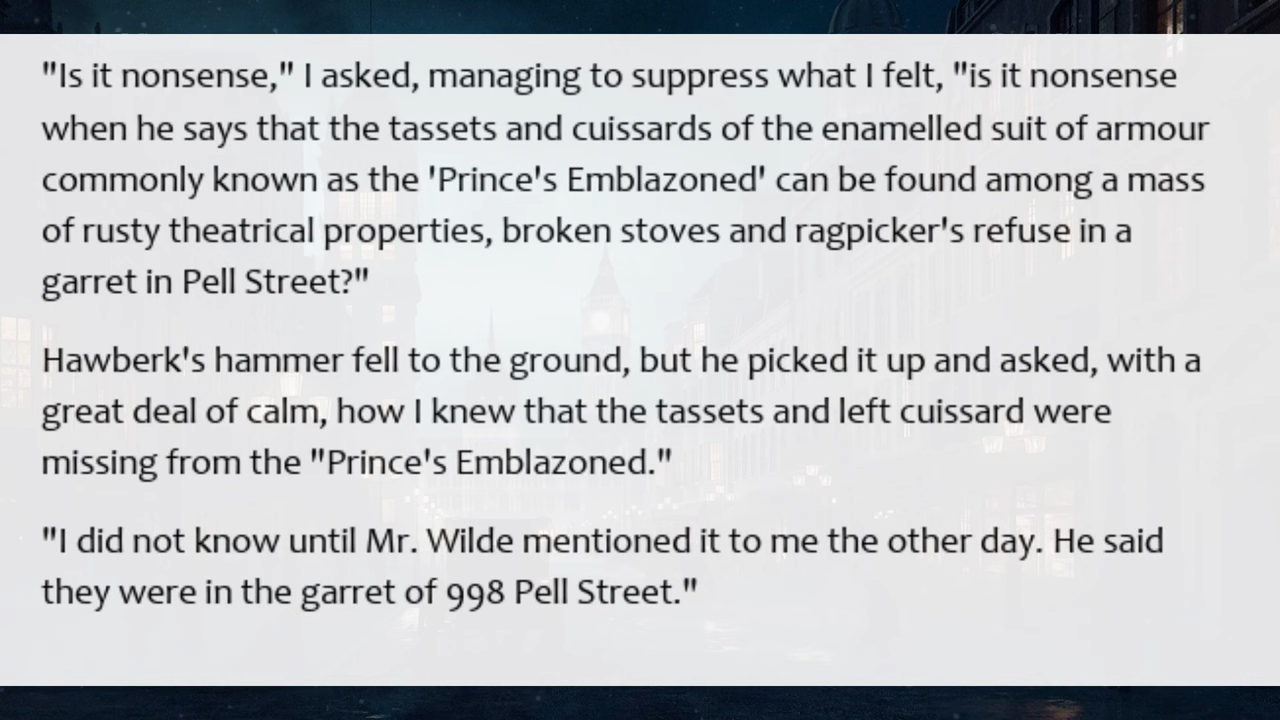 "Is it nonsense," I asked, managing to suppress what I felt, "is it nonsense
when he says that the tassets and cuissards of the enamelled suit of armour
commonly known as the 'Prince's Emblazoned' can be found among a mass
of rusty theatrical properties, broken stoves and ragpicker's refuse in a
garret in Pell Street?"
Hawberk's hammer fell to the ground, but he picked it up and asked, with a
great deal of calm, how I knew that the tassets and left cuissard were
missing from the "Prince's Emblazoned."
"I did not know until Mr. Wilde mentioned it to me the other day. He said
they were in the garret of 998 Pell Street."